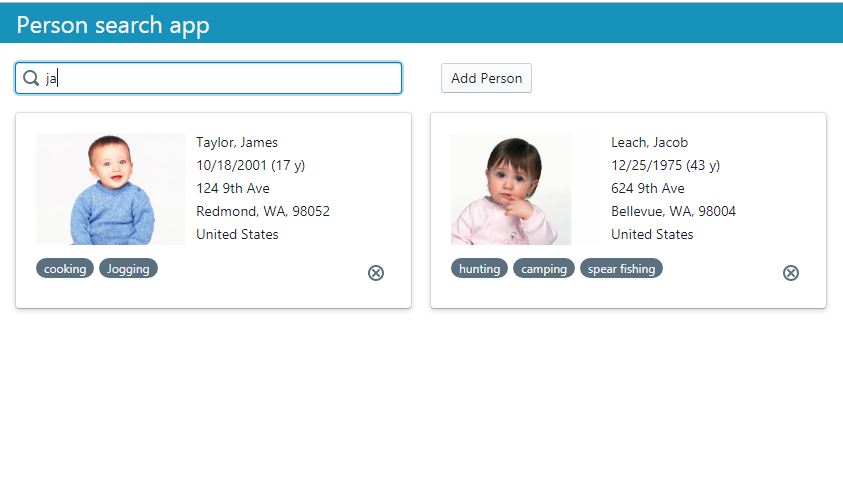 Person search app
ja
Add Person
Taylor, James
10/18/2001 (17 y)
124 9th Ave
Redmond, WA, 98052
United States
cooking Jogging
Leach, Jacob
12/25/1975 (43 y)
624 9th Ave
Bellevue, WA, 98004
United States
hunting camping spear fishing